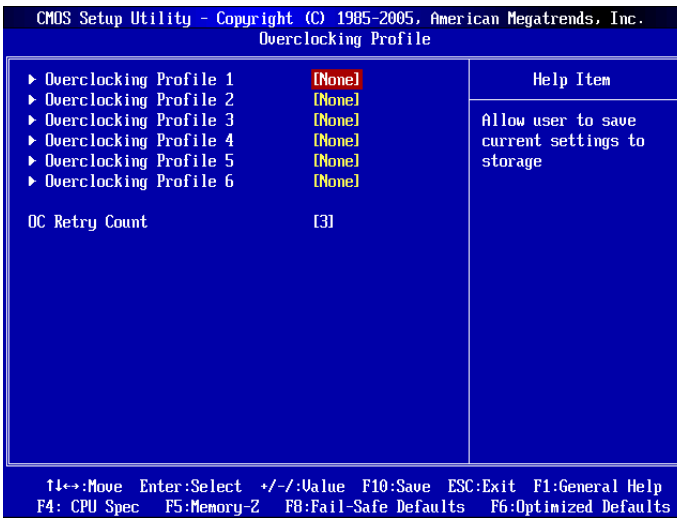 CMOS Setup Utility - Copyright (C) 1985-2005, American Megatrends, Inc.
Overclocking Profile
▶ Overclocking Profile 1 [None]
▶ Overclocking Profile 2 [None]
▶ Overclocking Profile 3 [None]
▶ Overclocking Profile 4 [None]
▶ Overclocking Profile 5 [None]
▶ Overclocking Profile 6 [None]
OC Retry Count [3]
Help Item
Allow user to save
current settings to
storage
↑↓←→:Move Enter:Select +/-/:Value F10:Save ESC:Exit F1:General Help
F4: CPU Spec F5:Memory-Z F8:Fail-Safe Defaults F6:Optimized Defaults